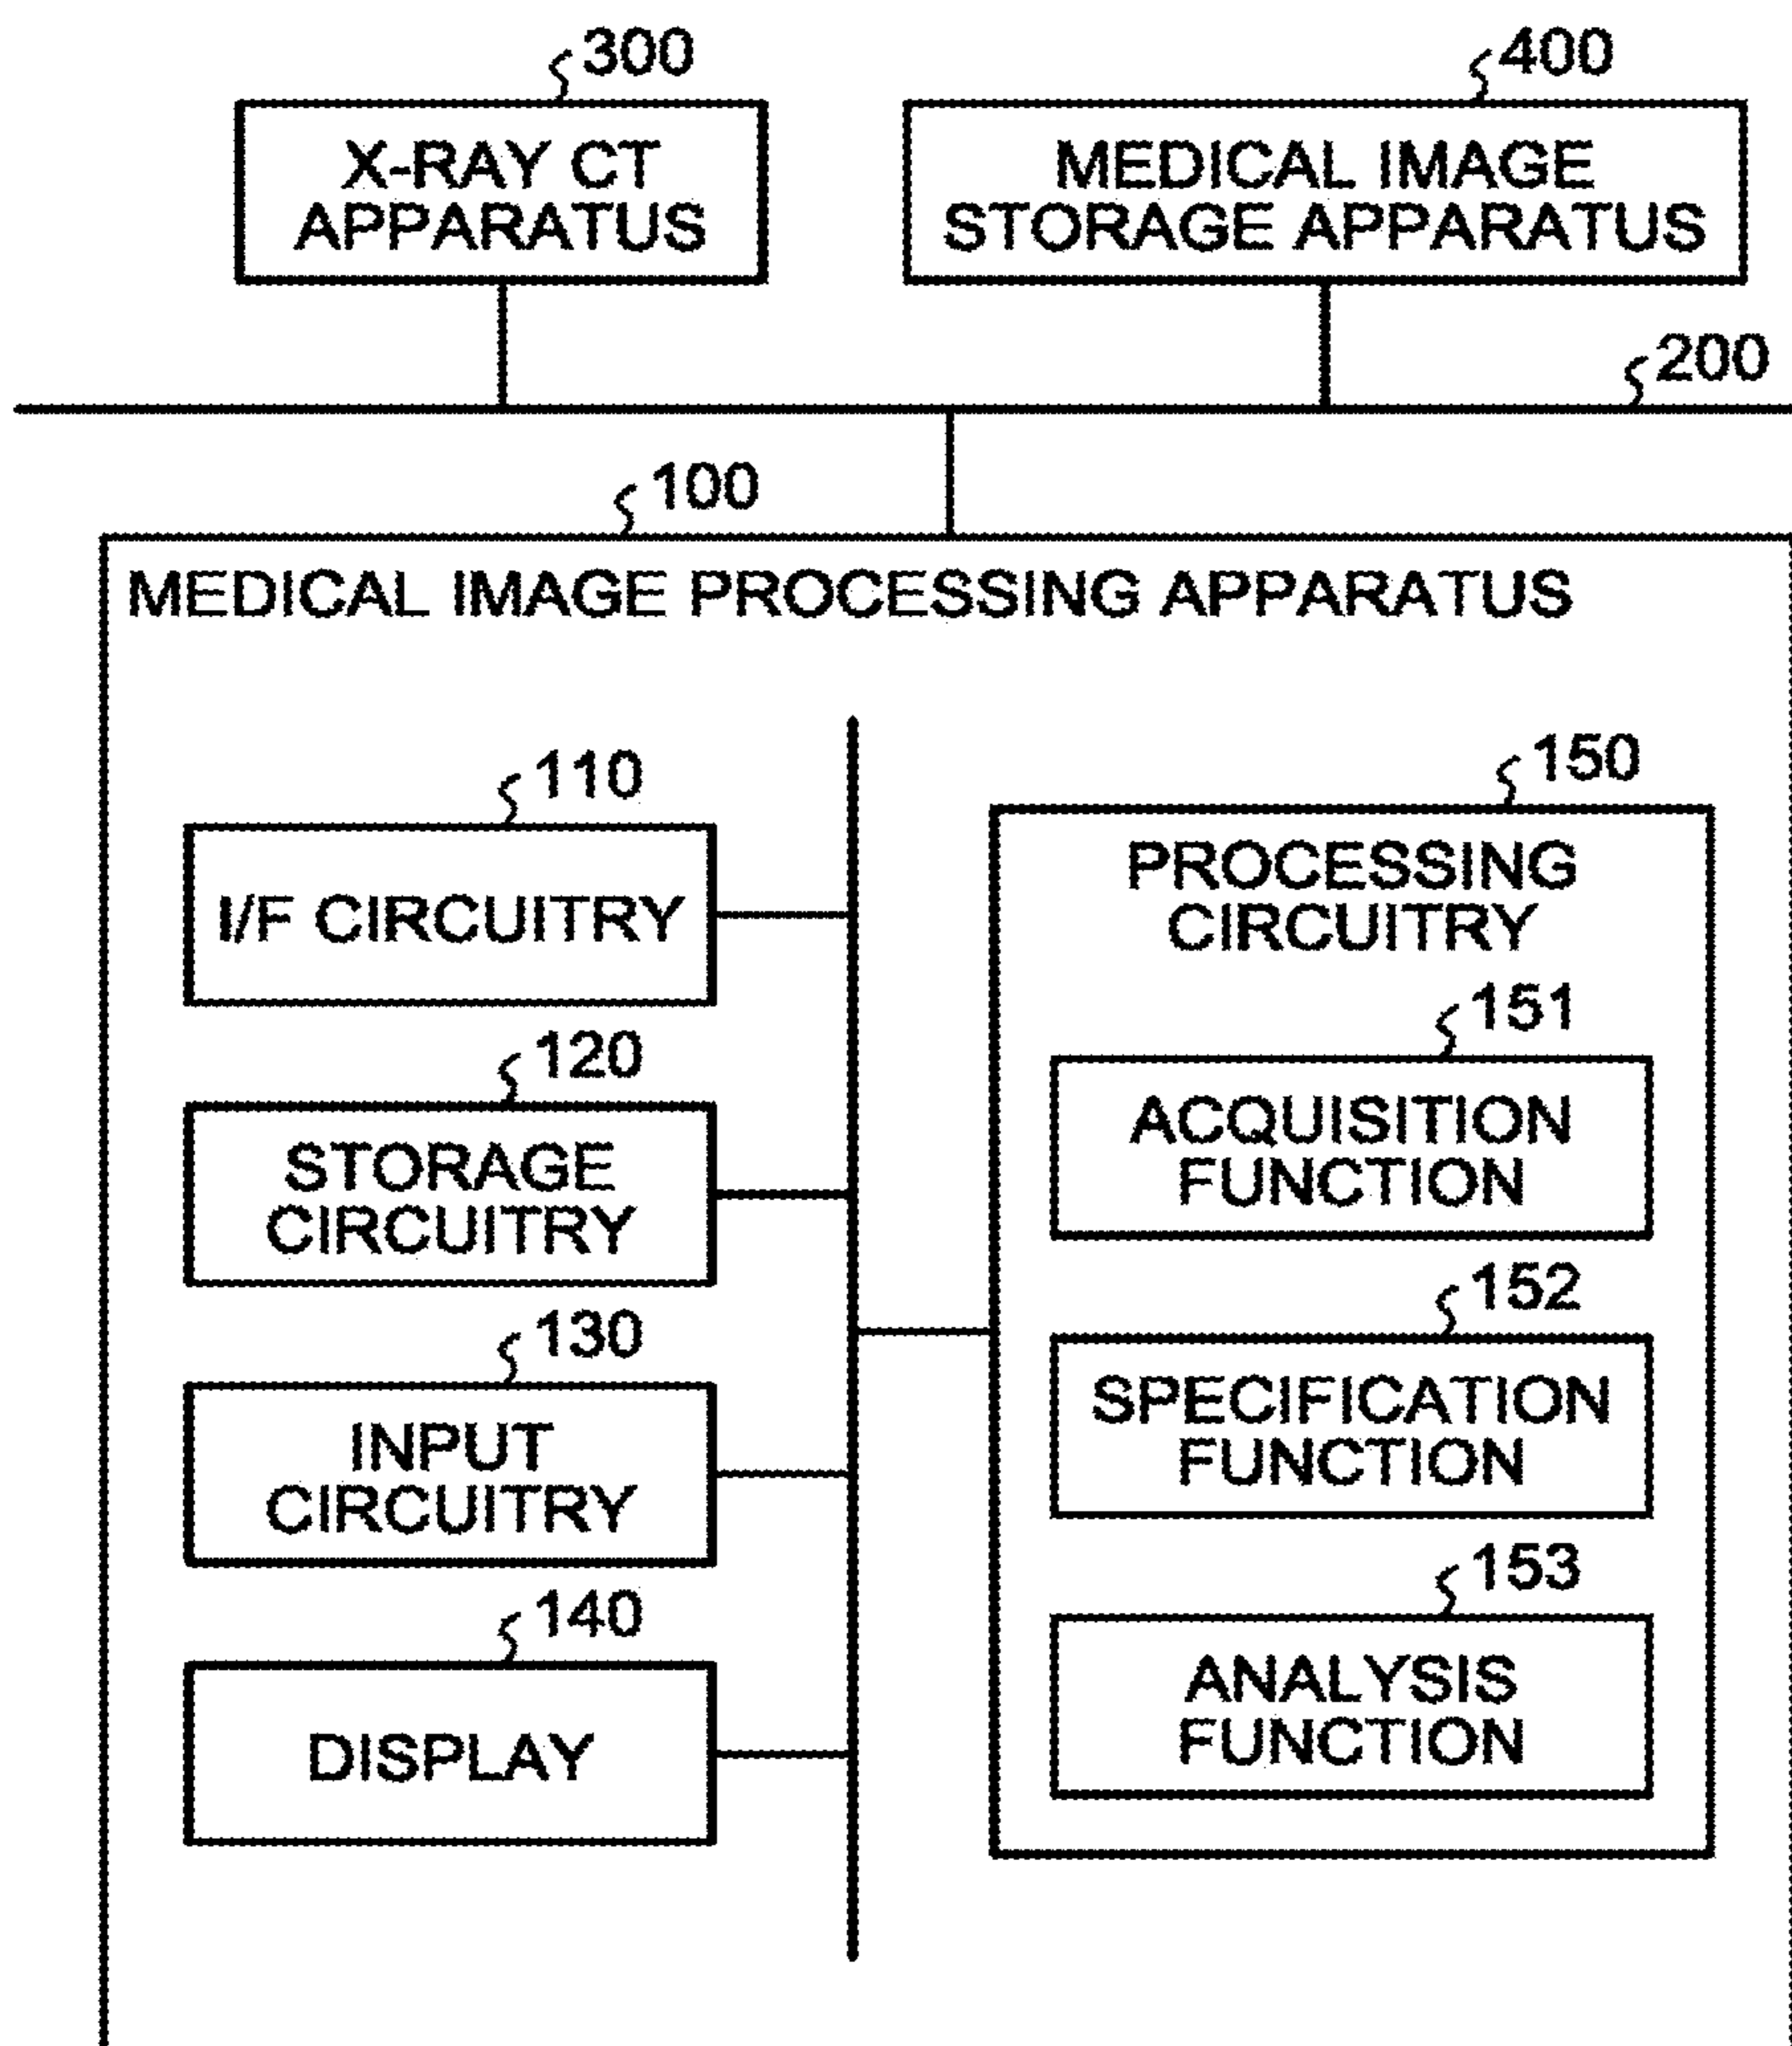 300
X-RAY CT
APPARATUS
400
MEDICAL IMAGE
STORAGE APPARATUS
200
100
MEDICAL IMAGE PROCESSING APPARATUS
110
I/F CIRCUITRY
120
STORAGE
CIRCUITRY
130
INPUT
CIRCUITRY
140
DISPLAY
150
PROCESSING
CIRCUITRY
151
ACQUISITION
FUNCTION
152
SPECIFICATION
FUNCTION
153
ANALYSIS
FUNCTION